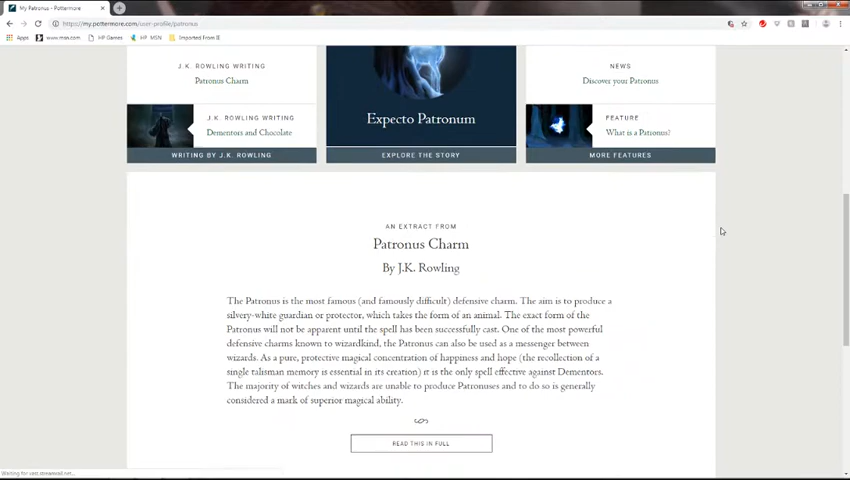 My Patronus - Pottermore
https://my.pottermore.com/user-profile/patronus
Apps
www.msn.com
HP Games
HP MSN
Imported From IE
J.K. ROWLING WRITING
Patronus Charm
J.K. ROWLING WRITING
Dementors and Chocolate
WRITING BY J.K. ROWLING
Expecto Patronum
EXPLORE THE STORY
NEWS
Discover your Patronus
FEATURE
What is a Patronus?
MORE FEATURES
AN EXTRACT FROM
Patronus Charm
By J.K. Rowling
The Patronus is the most famous (and famously difficult) defensive charm. The aim is to produce a
silvery-white guardian or protector, which takes the form of an animal. The exact form of the
Patronus will not be apparent until the spell has been successfully cast. One of the most powerful
defensive charms known to wizardkind, the Patronus can also be used as a messenger between
wizards. As a pure, protective magical concentration of happiness and hope (the recollection of a
single talisman memory is essential in its creation) it is the only spell effective against Dementors.
The majority of witches and wizards are unable to produce Patronuses and to do so is generally
considered a mark of superior magical ability.
READ THIS IN FULL